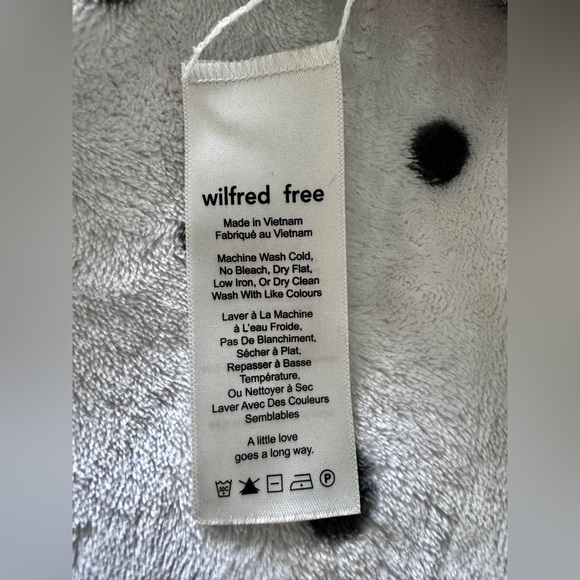 wilfred free
Made in Vietnam
Fabriqué au Vietnam
Machine Wash Cold,
No Bleach, Dry Flat,
Low Iron, Or Dry Clean
Wash With Like Colours
Laver à La Machine
à L'eau Froide,
Pas De Blanchiment,
Sécher à Plat,
Repasser à Basse
Température,
Ou Nettoyer à Sec
Laver Avec Des Couleurs
Semblables
A little love
goes a long way.
30C P